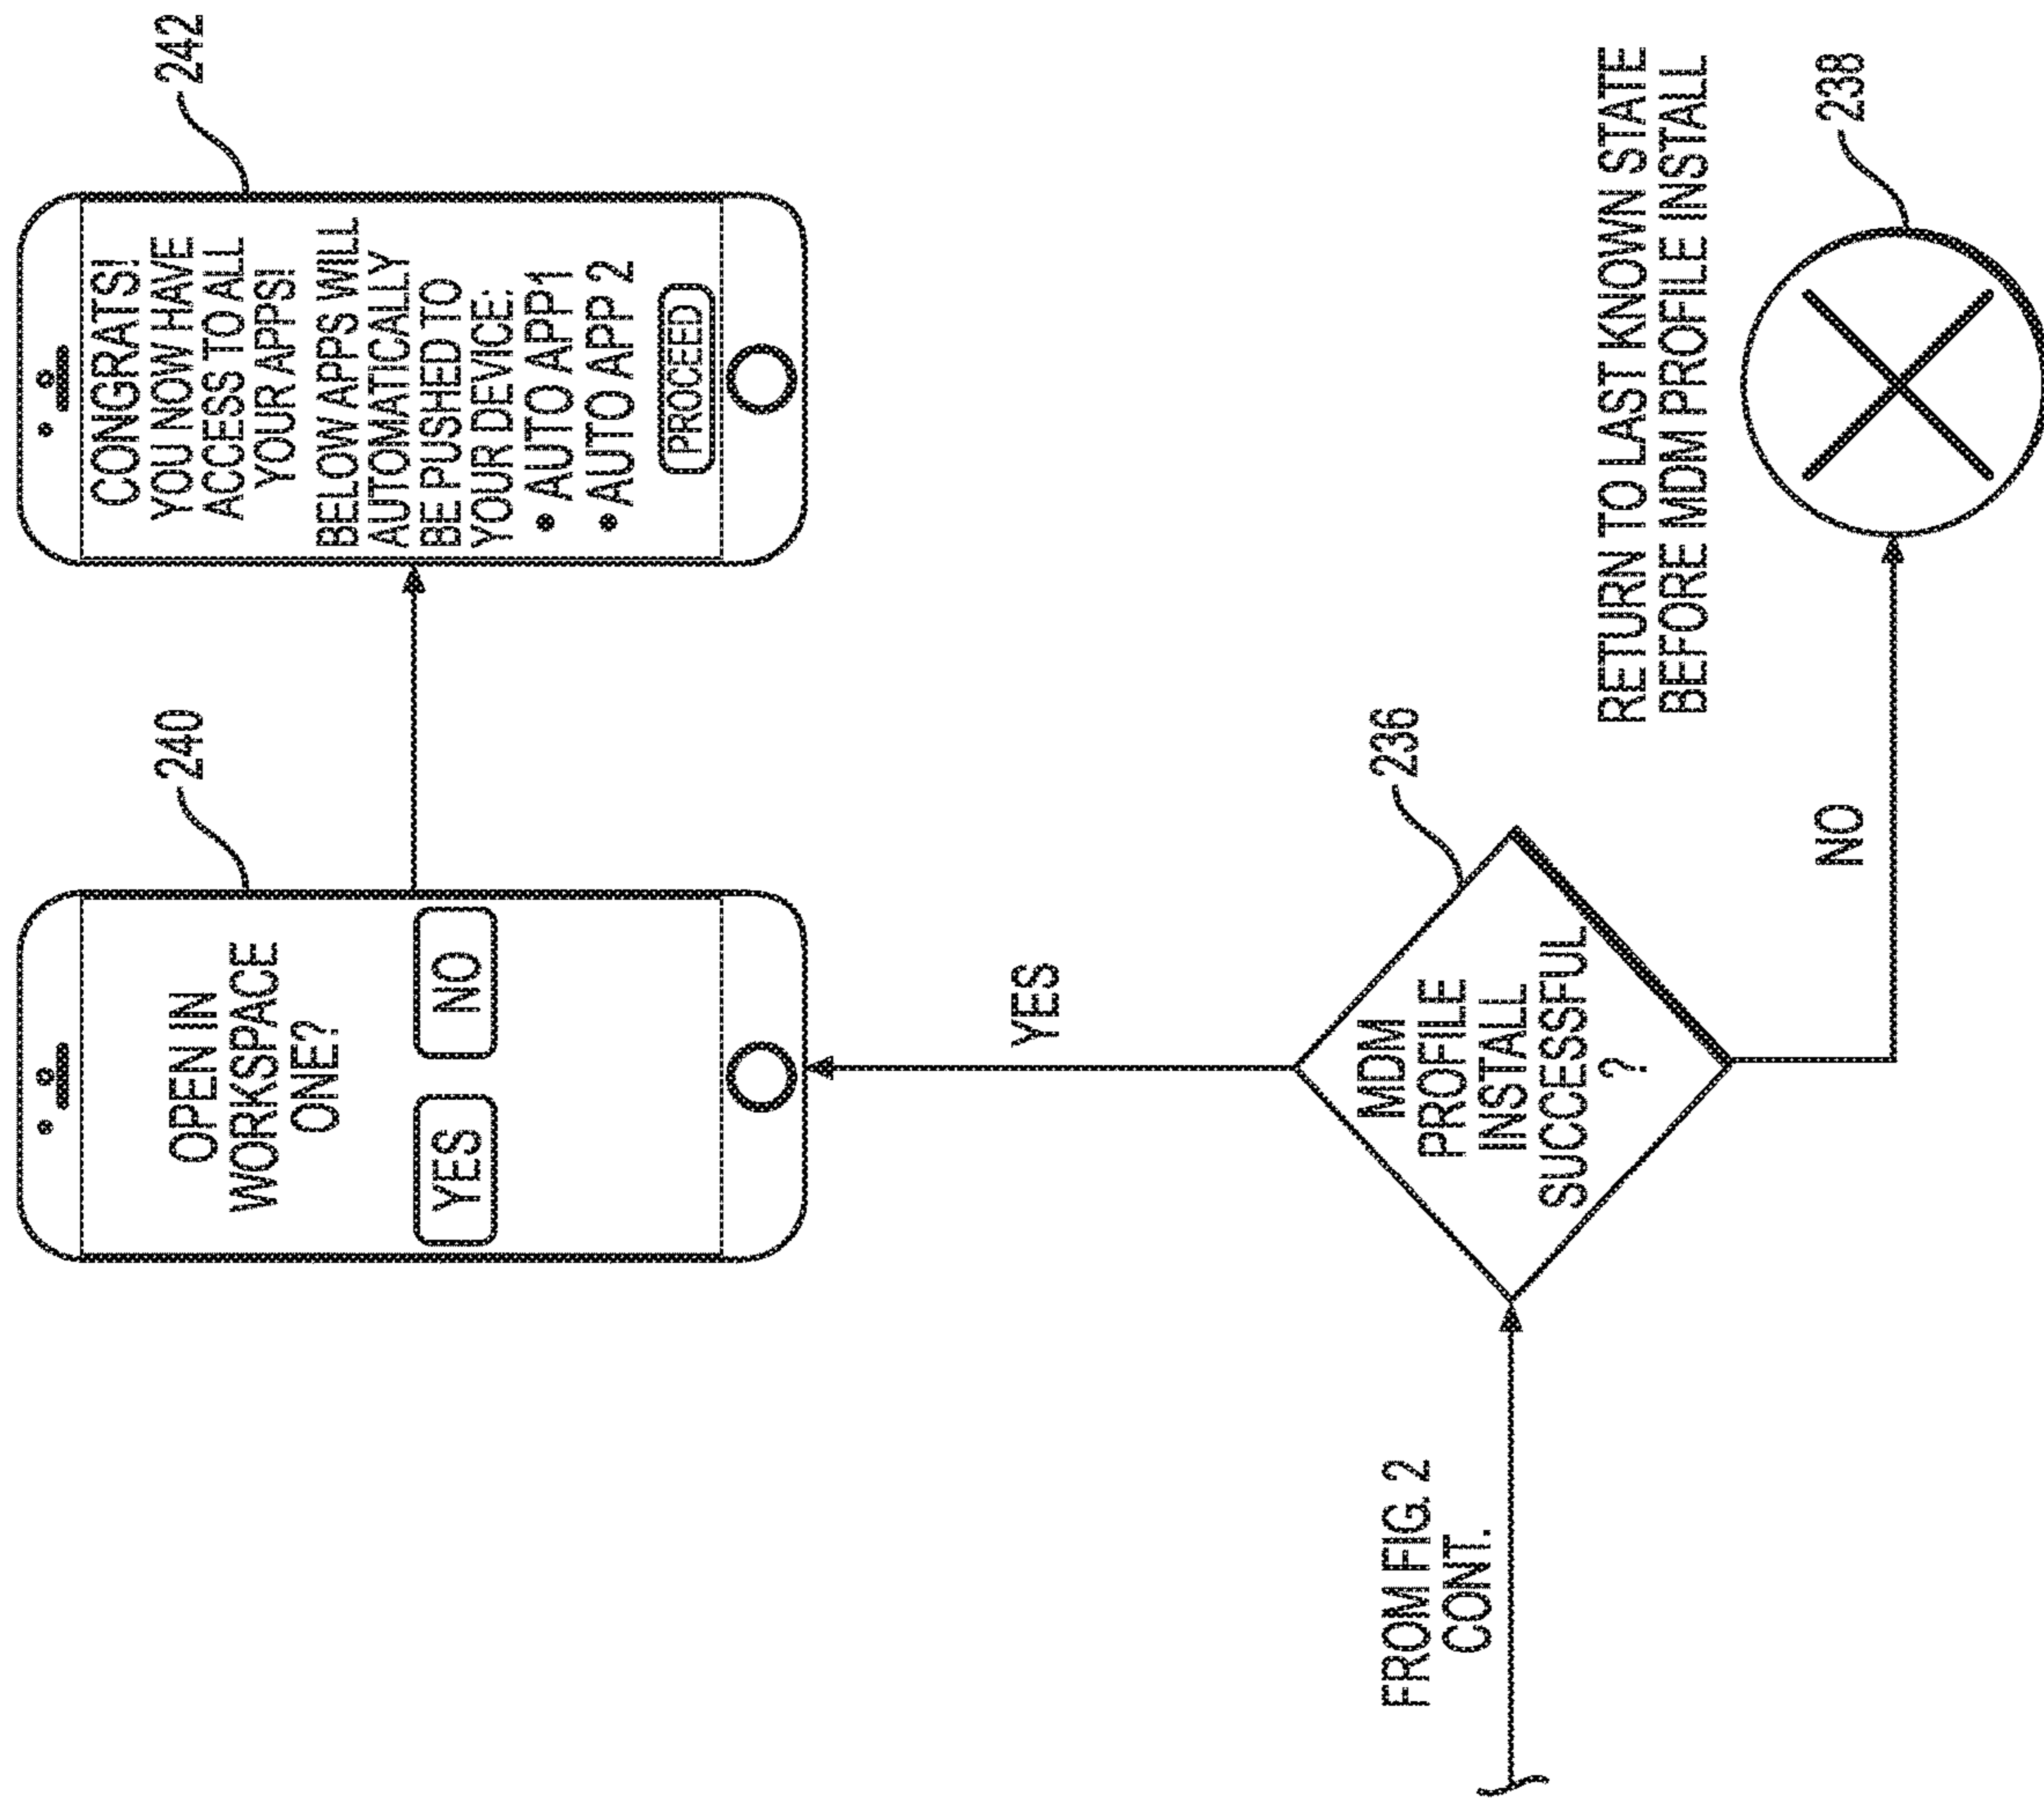 240
OPEN IN
WORKSPACE
ONE?
YES
NO
242
CONGRATS!
YOU NOW HAVE
ACCESS TO ALL
YOUR APPS!
BELOW APPS WILL
AUTOMATICALLY
BE PUSHED TO
YOUR DEVICE:
• AUTO APP1
• AUTO APP 2
PROCEED
YES
FROM FIG. 2
CONT.
236
MDM
PROFILE
INSTALL
SUCCESSFUL
?
NO
RETURN TO LAST KNOWN STATE
BEFORE MDM PROFILE INSTALL
238